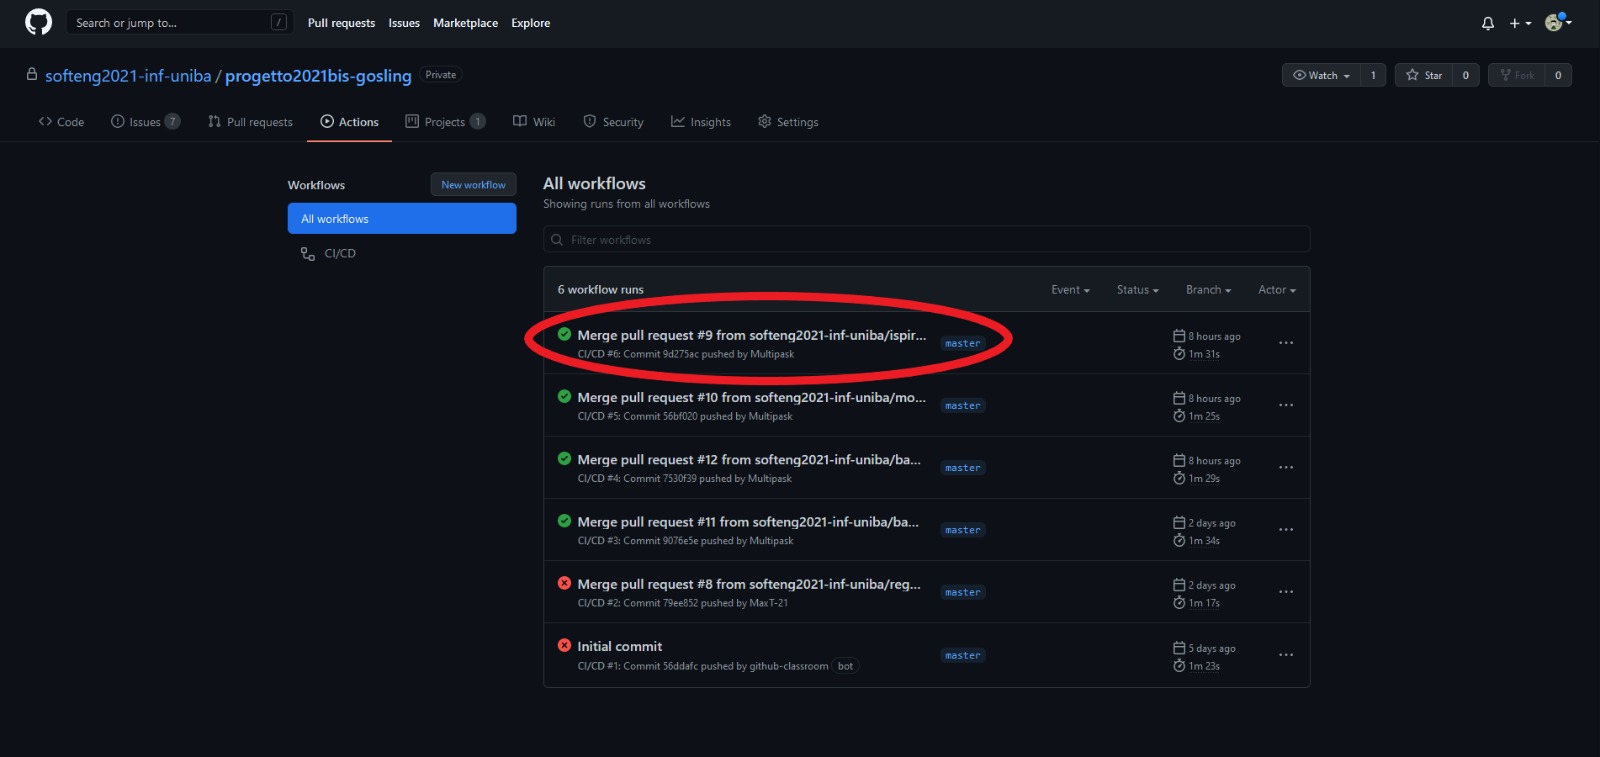 Search or jump to... /
Pull requests Issues Marketplace Explore
softeng2021-inf-uniba / progetto2021bis-gosling Private
Watch 1 Star 0 Fork 0
Code Issues 7 Pull requests Actions Projects 1 Wiki Security Insights Settings
Workflows New workflow
All workflows
CI/CD
All workflows
Showing runs from all workflows
Filter workflows
6 workflow runs Event Status Branch Actor
Merge pull request #9 from softeng2021-inf-uniba/ispir... master 8 hours ago
CI/CD #6: Commit 9d275ac pushed by Multipask 1m 31s
Merge pull request #10 from softeng2021-inf-uniba/mo... master 8 hours ago
CI/CD #5: Commit 56bf020 pushed by Multipask 1m 25s
Merge pull request #12 from softeng2021-inf-uniba/ba... master 8 hours ago
CI/CD #4: Commit 7530f39 pushed by Multipask 1m 29s
Merge pull request #11 from softeng2021-inf-uniba/ba... master 2 days ago
CI/CD #3: Commit 9076e5e pushed by Multipask 1m 34s
Merge pull request #8 from softeng2021-inf-uniba/reg... master 2 days ago
CI/CD #2: Commit 79ee852 pushed by MaxT-21 1m 17s
Initial commit master 5 days ago
CI/CD #1: Commit 56ddafc pushed by github-classroom bot 1m 23s